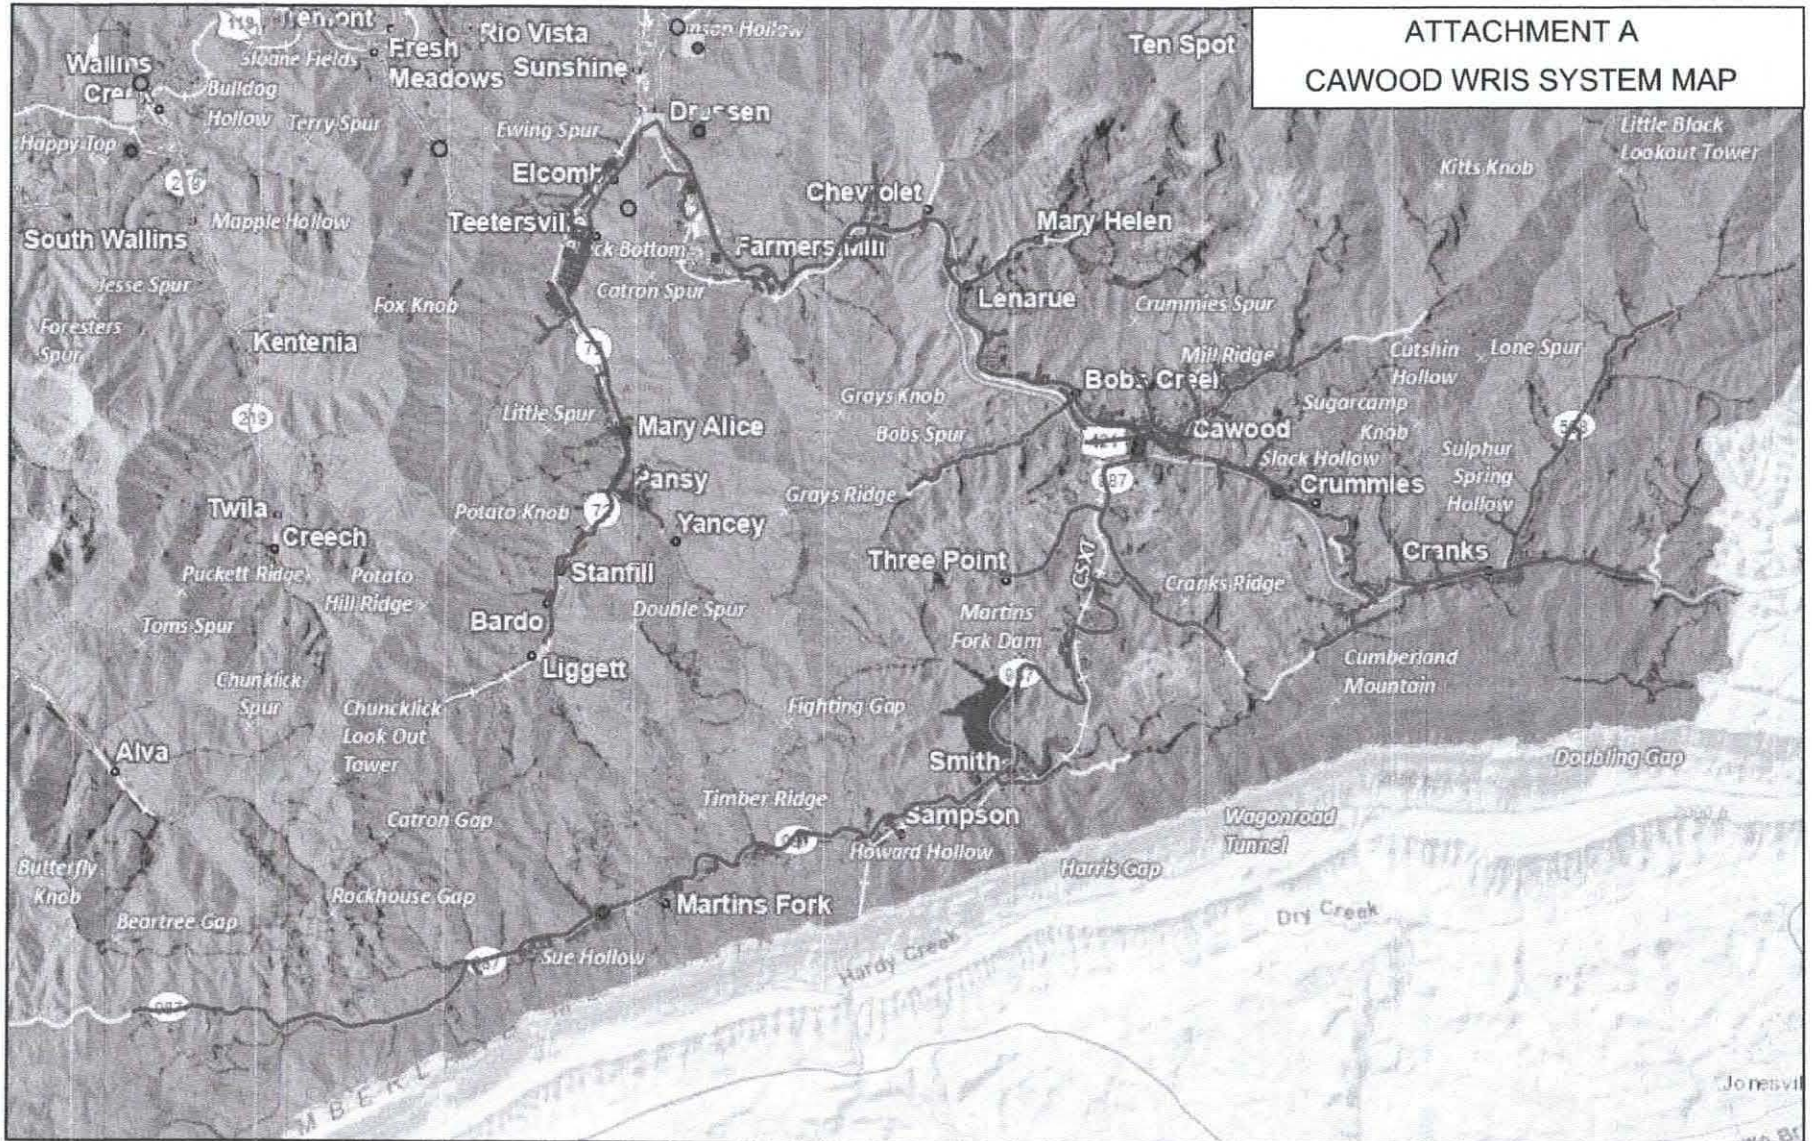 ATTACHMENT A
CAWOOD WRIS SYSTEM MAP
119
Rio Vista
Ten Spot
Fresh
Meadows
Sunshine
Sloane Fields
Wallins
Bulldog
Hollow
Terry Spur
Ewing Spur
Happy Top
Little Black
Lookout Tower
Kitts Knob
Mary Helen
Mapple Hollow
South Wallins
Farmers Mill
Jesse Spur
Catron Spur
Fox Knob
Lenarue
Crummies Spur
Foresters
Spur
Kentenia
Mill Ridge
Cutshin
Hollow
Lone Spur
Grays Knob
Little Spur
Mary Alice
Bobs Spur
Cawood
Sugarcamp
Knob
Sulphur
Spring
Hollow
Slack Hollow
Crummies
Pansy
Grays Ridge
Potato Knob
Yancey
Twila
Creech
Cranks
Three Point
CSXT
Puckett Ridge
Potato
Hill Ridge
Stanfill
Cranks Ridge
Double Spur
Martins
Fork Dam
Toms Spur
Bardo
Liggett
Cumberland
Mountain
Chunklick
Spur
Chuncklick
Look Out
Tower
Fighting Gap
Alva
Smith
Doubling Gap
Timber Ridge
Sampson
Catron Gap
Wagonroad
Tunnel
Howard Hollow
Harris Gap
Butterfly
Knob
Rockhouse Gap
Martins Fork
Beartree Gap
Dry Creek
Sue Hollow
Hardy Creek
987